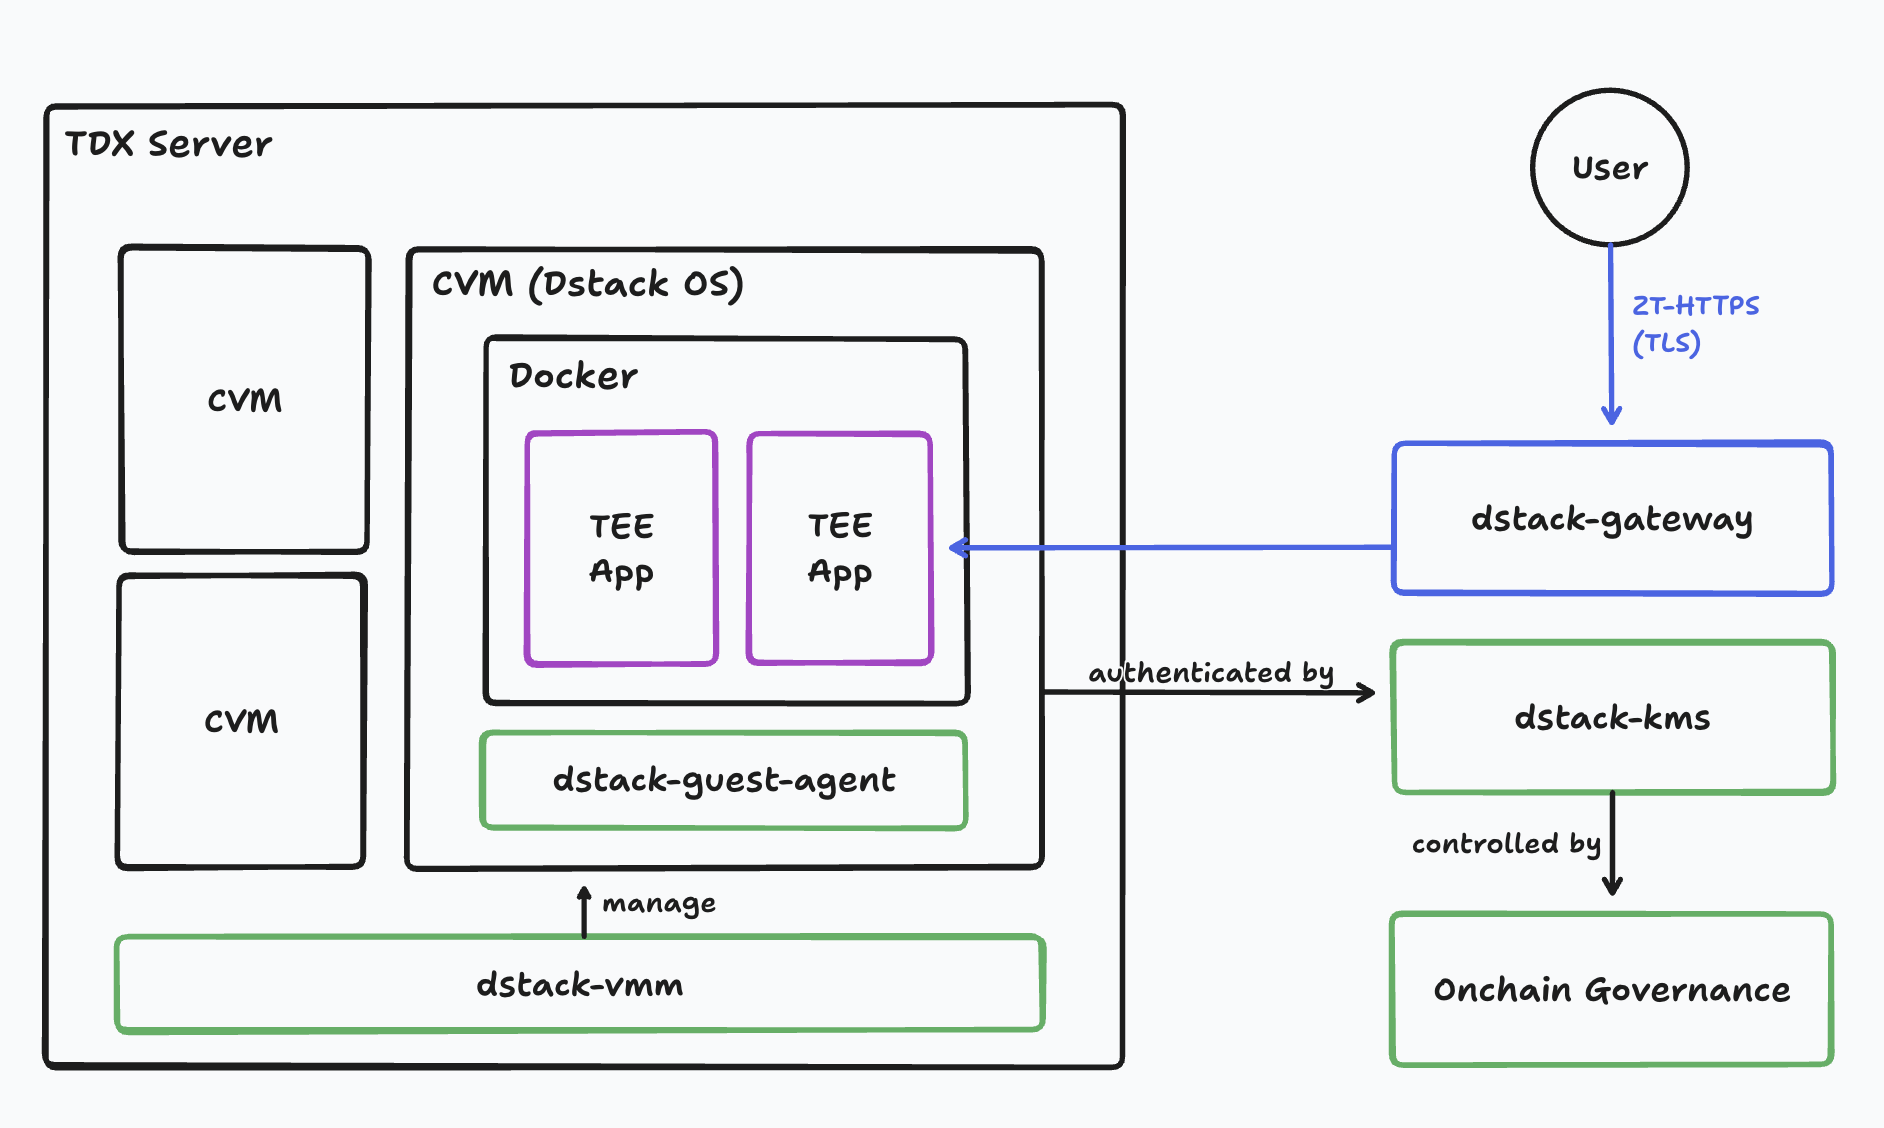 TDX Server
CVM
CVM
CVM (Dstack OS)
Docker
TEE
App
TEE
App
dstack-guest-agent
manage
dstack-vmm
User
ZT-HTTPS
(TLS)
dstack-gateway
authenticated by
dstack-kms
controlled by
Onchain Governance